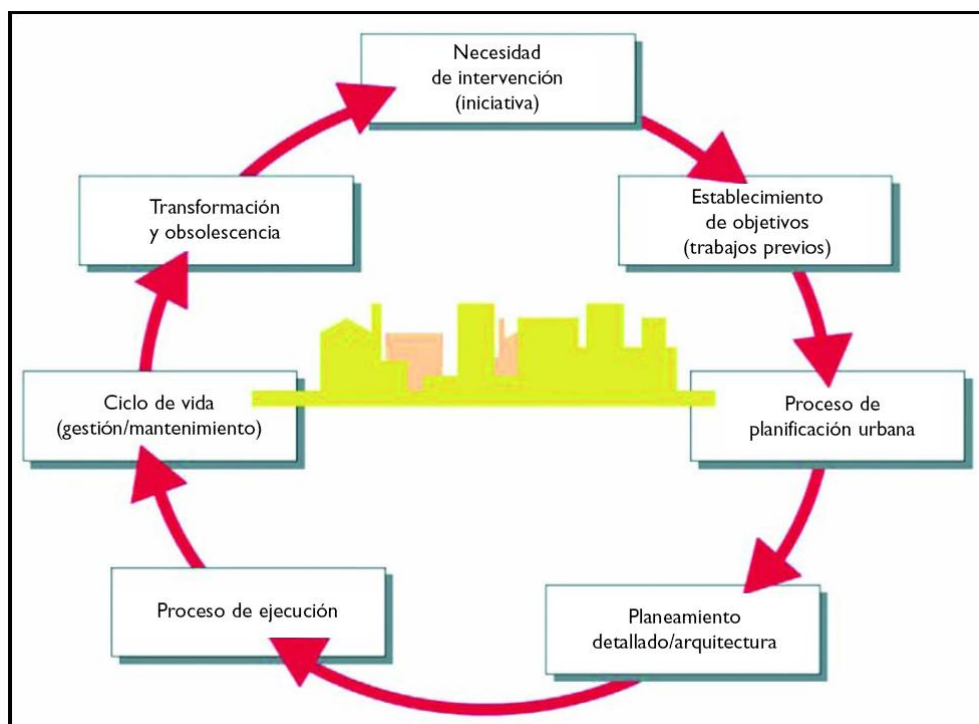 Necesidad
de intervención
(iniciativa)
Establecimiento
de objetivos
(trabajos previos)
Proceso de
planificación urbana
Planeamiento
detallado/arquitectura
Proceso de ejecución
Ciclo de vida
(gestión/mantenimiento)
Transformación
y obsolescencia